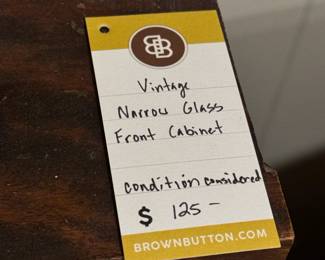 BB
Vintage
Narrow Glass
Front Cabinet
condition considered
$ 125-
BROWNBUTTON.COM